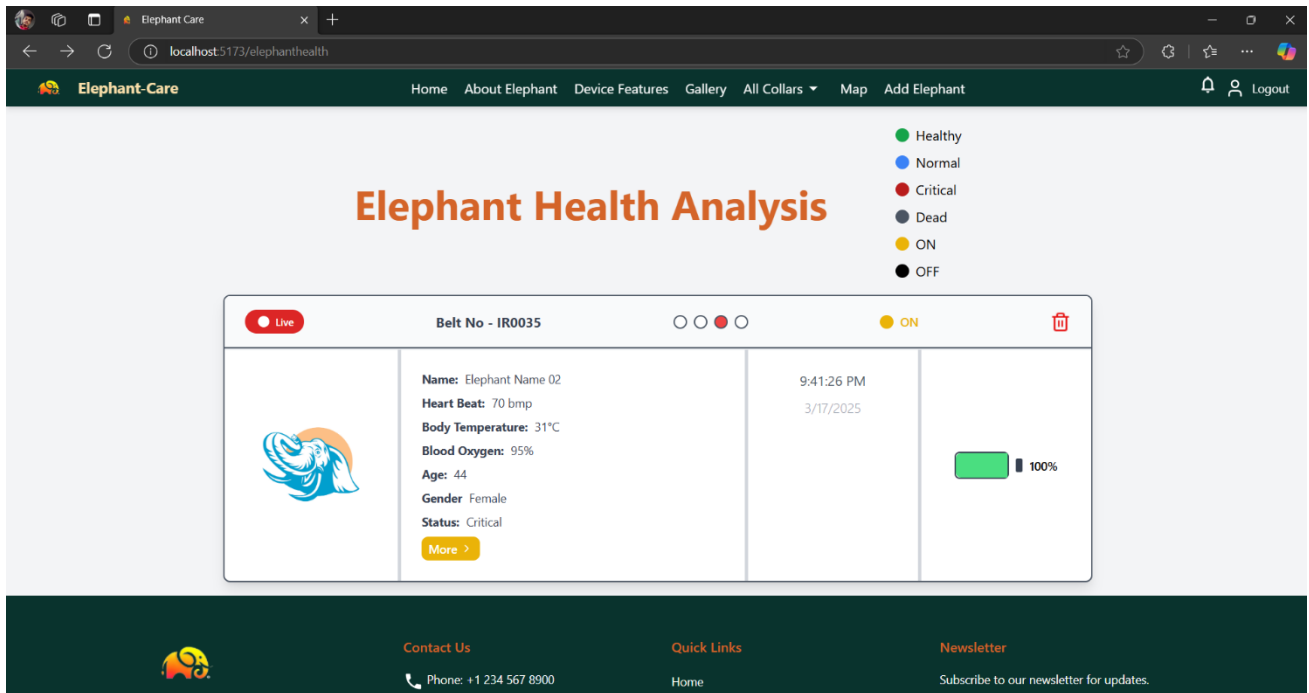 Elephant Care
localhost:5173/elephanthealth
Elephant-Care
Home About Elephant Device Features Gallery All Collars Map Add Elephant Logout
Healthy
Normal
Critical
Dead
ON
OFF
Elephant Health Analysis
Live Belt No - IR0035 ON
Name: Elephant Name 02
Heart Beat: 70 bmp
Body Temperature: 31°C
Blood Oxygen: 95%
Age: 44
Gender Female
Status: Critical
More >
9:41:26 PM
3/17/2025
100%
Contact Us
Phone: +1 234 567 8900
Quick Links
Home
Newsletter
Subscribe to our newsletter for updates.